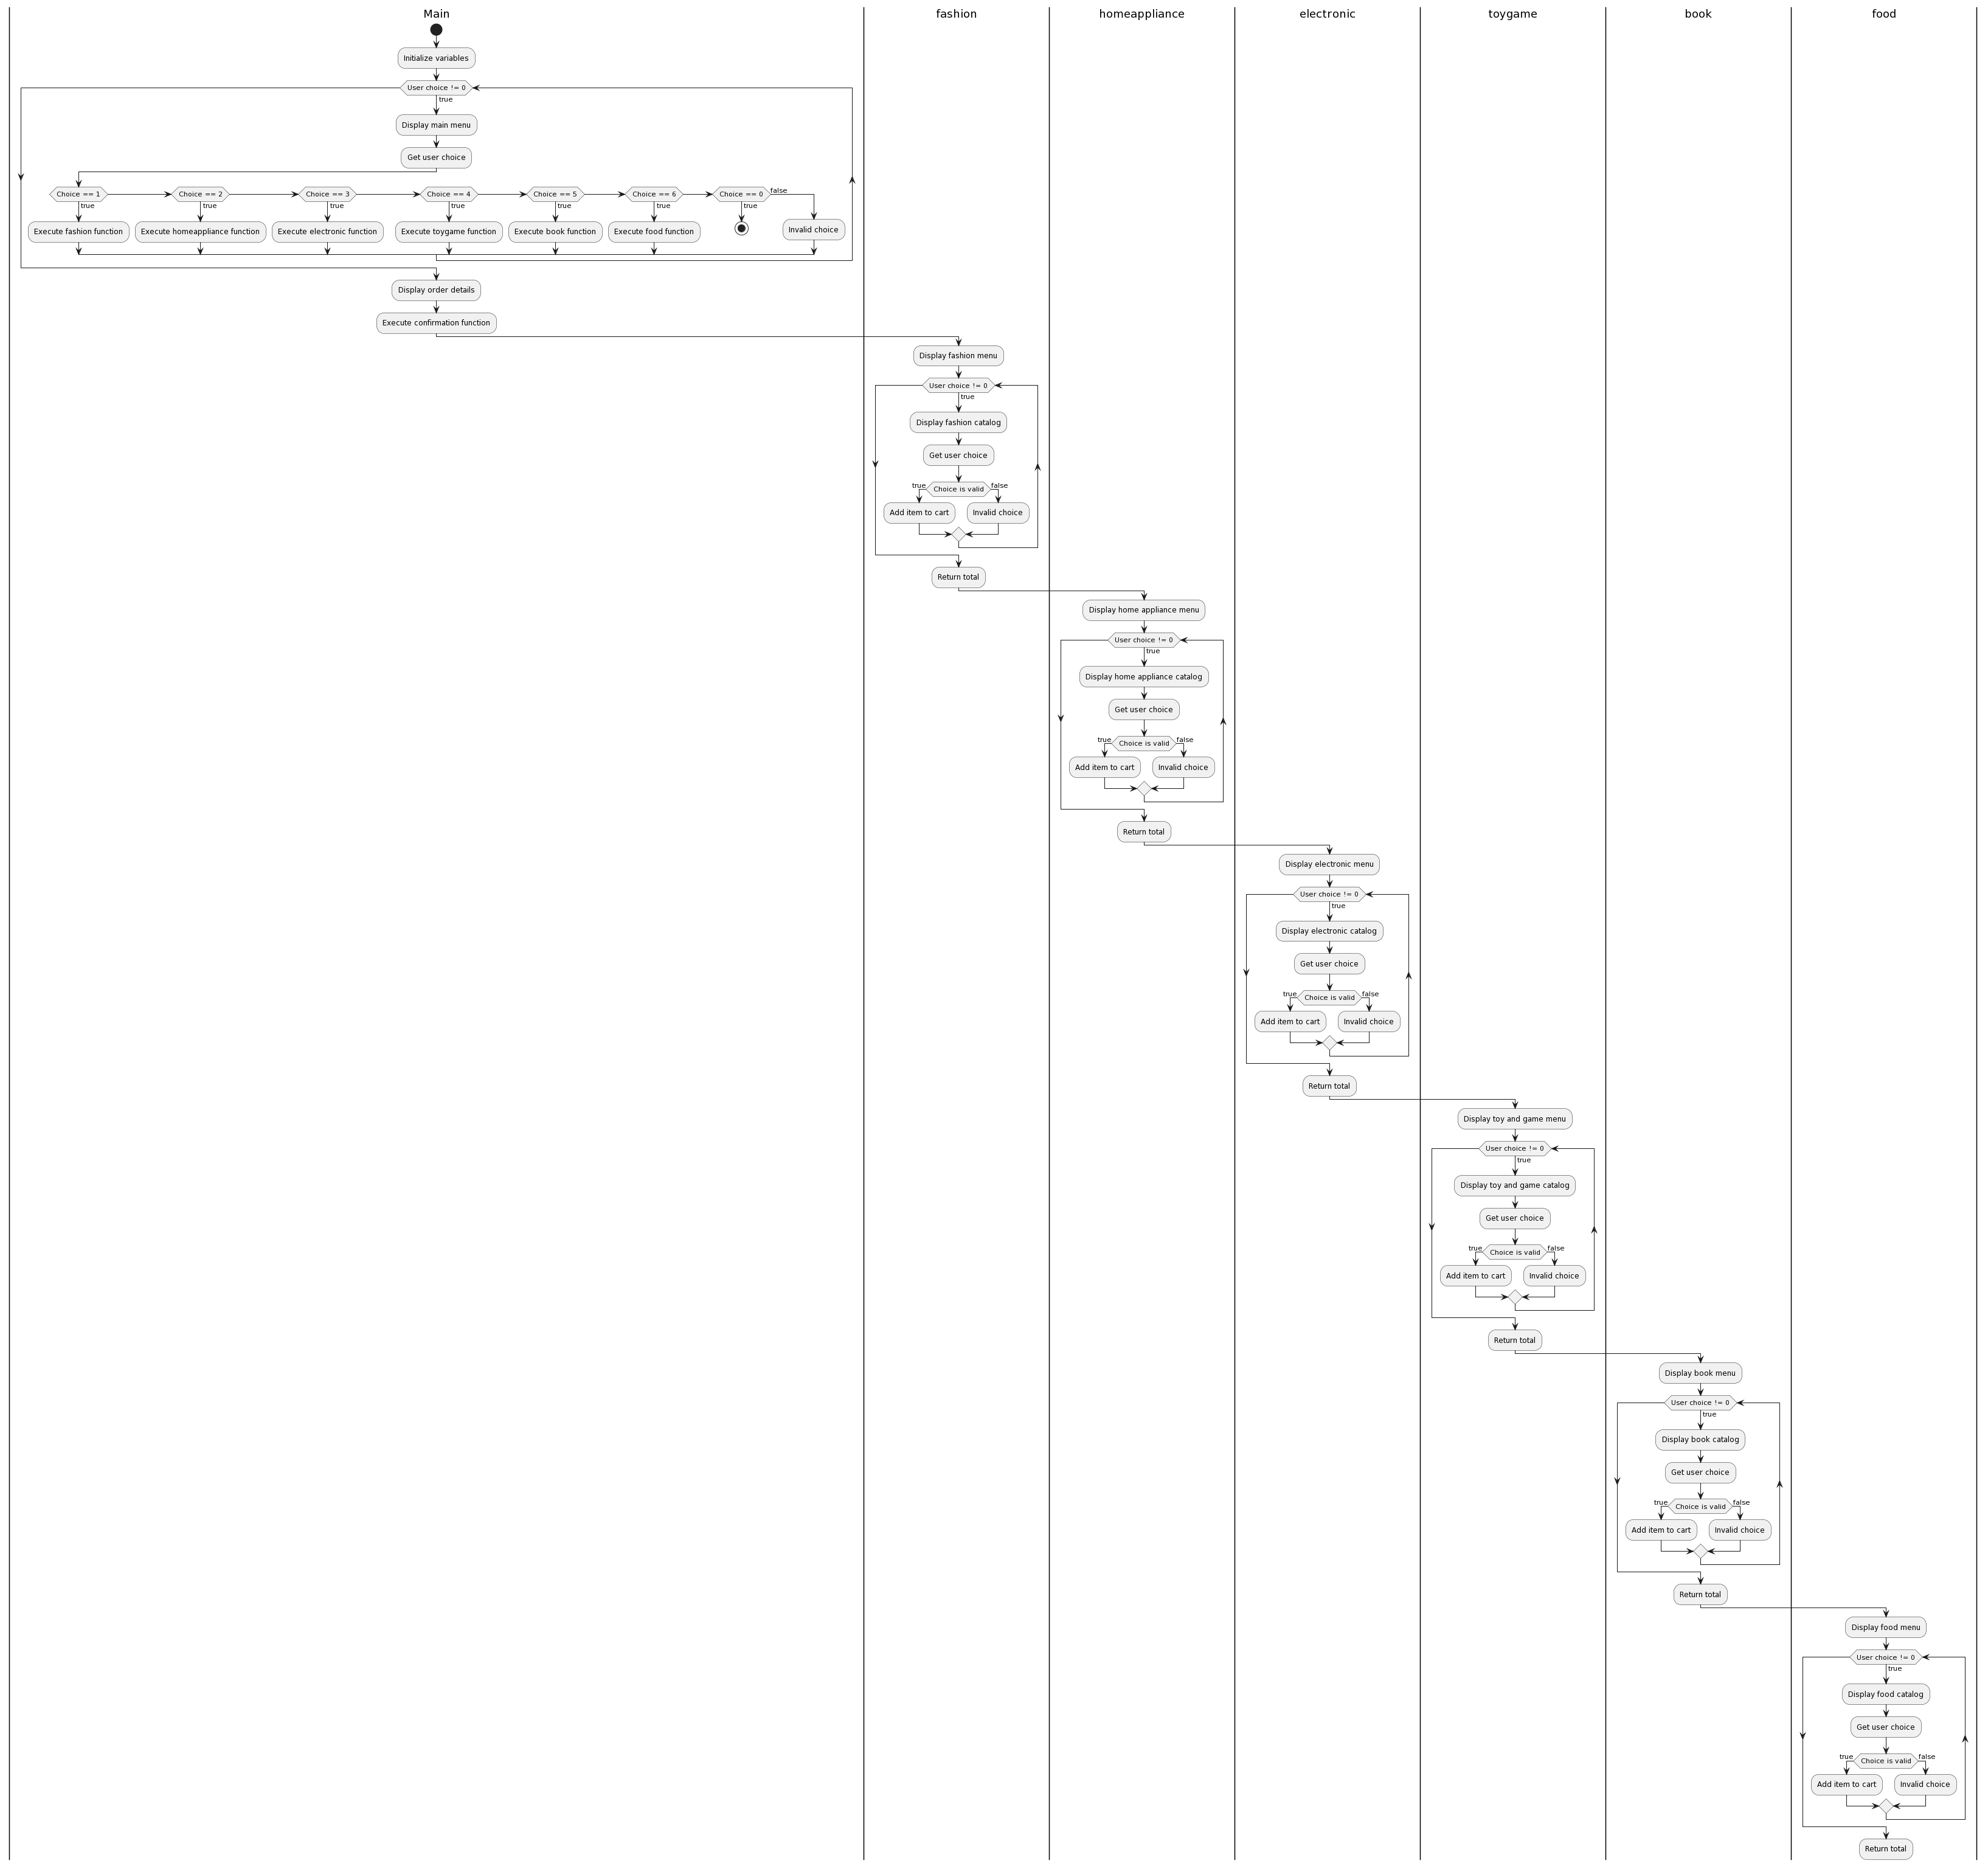 Main
fashion
homeappliance
electronic
toygame
book
food
Initialize variables
User choice != 0
true
Display main menu
Get user choice
Choice == 1
Choice == 2
Choice == 3
Choice == 4
Choice == 5
Choice == 6
Choice == 0
false
true
true
true
true
true
true
true
Execute fashion function
Execute homeappliance function
Execute electronic function
Execute toygame function
Execute book function
Execute food function
Invalid choice
Display order details
Execute confirmation function
Display fashion menu
User choice != 0
true
Display fashion catalog
Get user choice
true
Choice is valid
false
Add item to cart
Invalid choice
Return total
Display home appliance menu
User choice != 0
true
Display home appliance catalog
Get user choice
true
Choice is valid
false
Add item to cart
Invalid choice
Return total
Display electronic menu
User choice != 0
true
Display electronic catalog
Get user choice
true
Choice is valid
false
Add item to cart
Invalid choice
Return total
Display toy and game menu
User choice != 0
true
Display toy and game catalog
Get user choice
true
Choice is valid
false
Add item to cart
Invalid choice
Return total
Display book menu
User choice != 0
true
Display book catalog
Get user choice
true
Choice is valid
false
Add item to cart
Invalid choice
Return total
Display food menu
User choice != 0
true
Display food catalog
Get user choice
true
Choice is valid
false
Add item to cart
Invalid choice
Return total